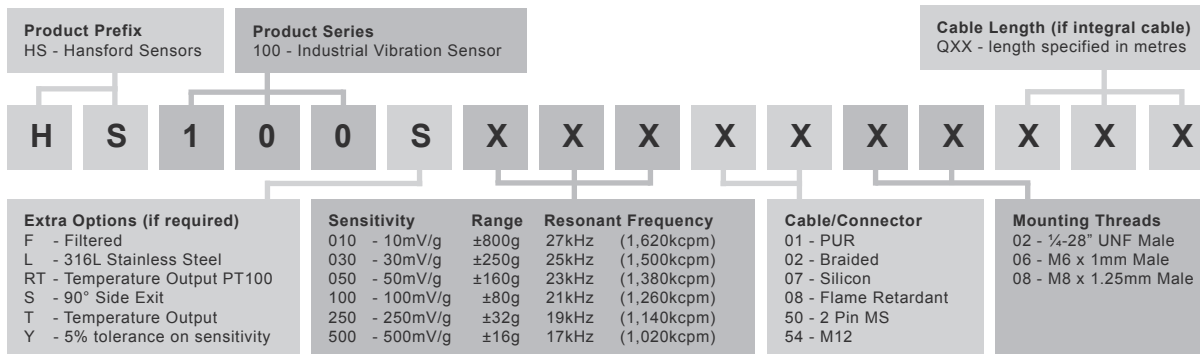 Product Prefix
HS - Hansford Sensors
Product Series
100 - Industrial Vibration Sensor
Cable Length (if integral cable)
QXX - length specified in metres
H S 1 0 0 S X X X X X X X X X X
Extra Options (if required)
F - Filtered
L - 316L Stainless Steel
RT - Temperature Output PT100
S - 90° Side Exit
T - Temperature Output
Y - 5% tolerance on sensitivity
Sensitivity Range Resonant Frequency
010 - 10mV/g ±800g 27kHz (1,620kcpm)
030 - 30mV/g ±250g 25kHz (1,500kcpm)
050 - 50mV/g ±160g 23kHz (1,380kcpm)
100 - 100mV/g ±80g 21kHz (1,260kcpm)
250 - 250mV/g ±32g 19kHz (1,140kcpm)
500 - 500mV/g ±16g 17kHz (1,020kcpm)
Cable/Connector
01 - PUR
02 - Braided
07 - Silicon
08 - Flame Retardant
50 - 2 Pin MS
54 - M12
Mounting Threads
02 - ¼-28” UNF Male
06 - M6 x 1mm Male
08 - M8 x 1.25mm Male